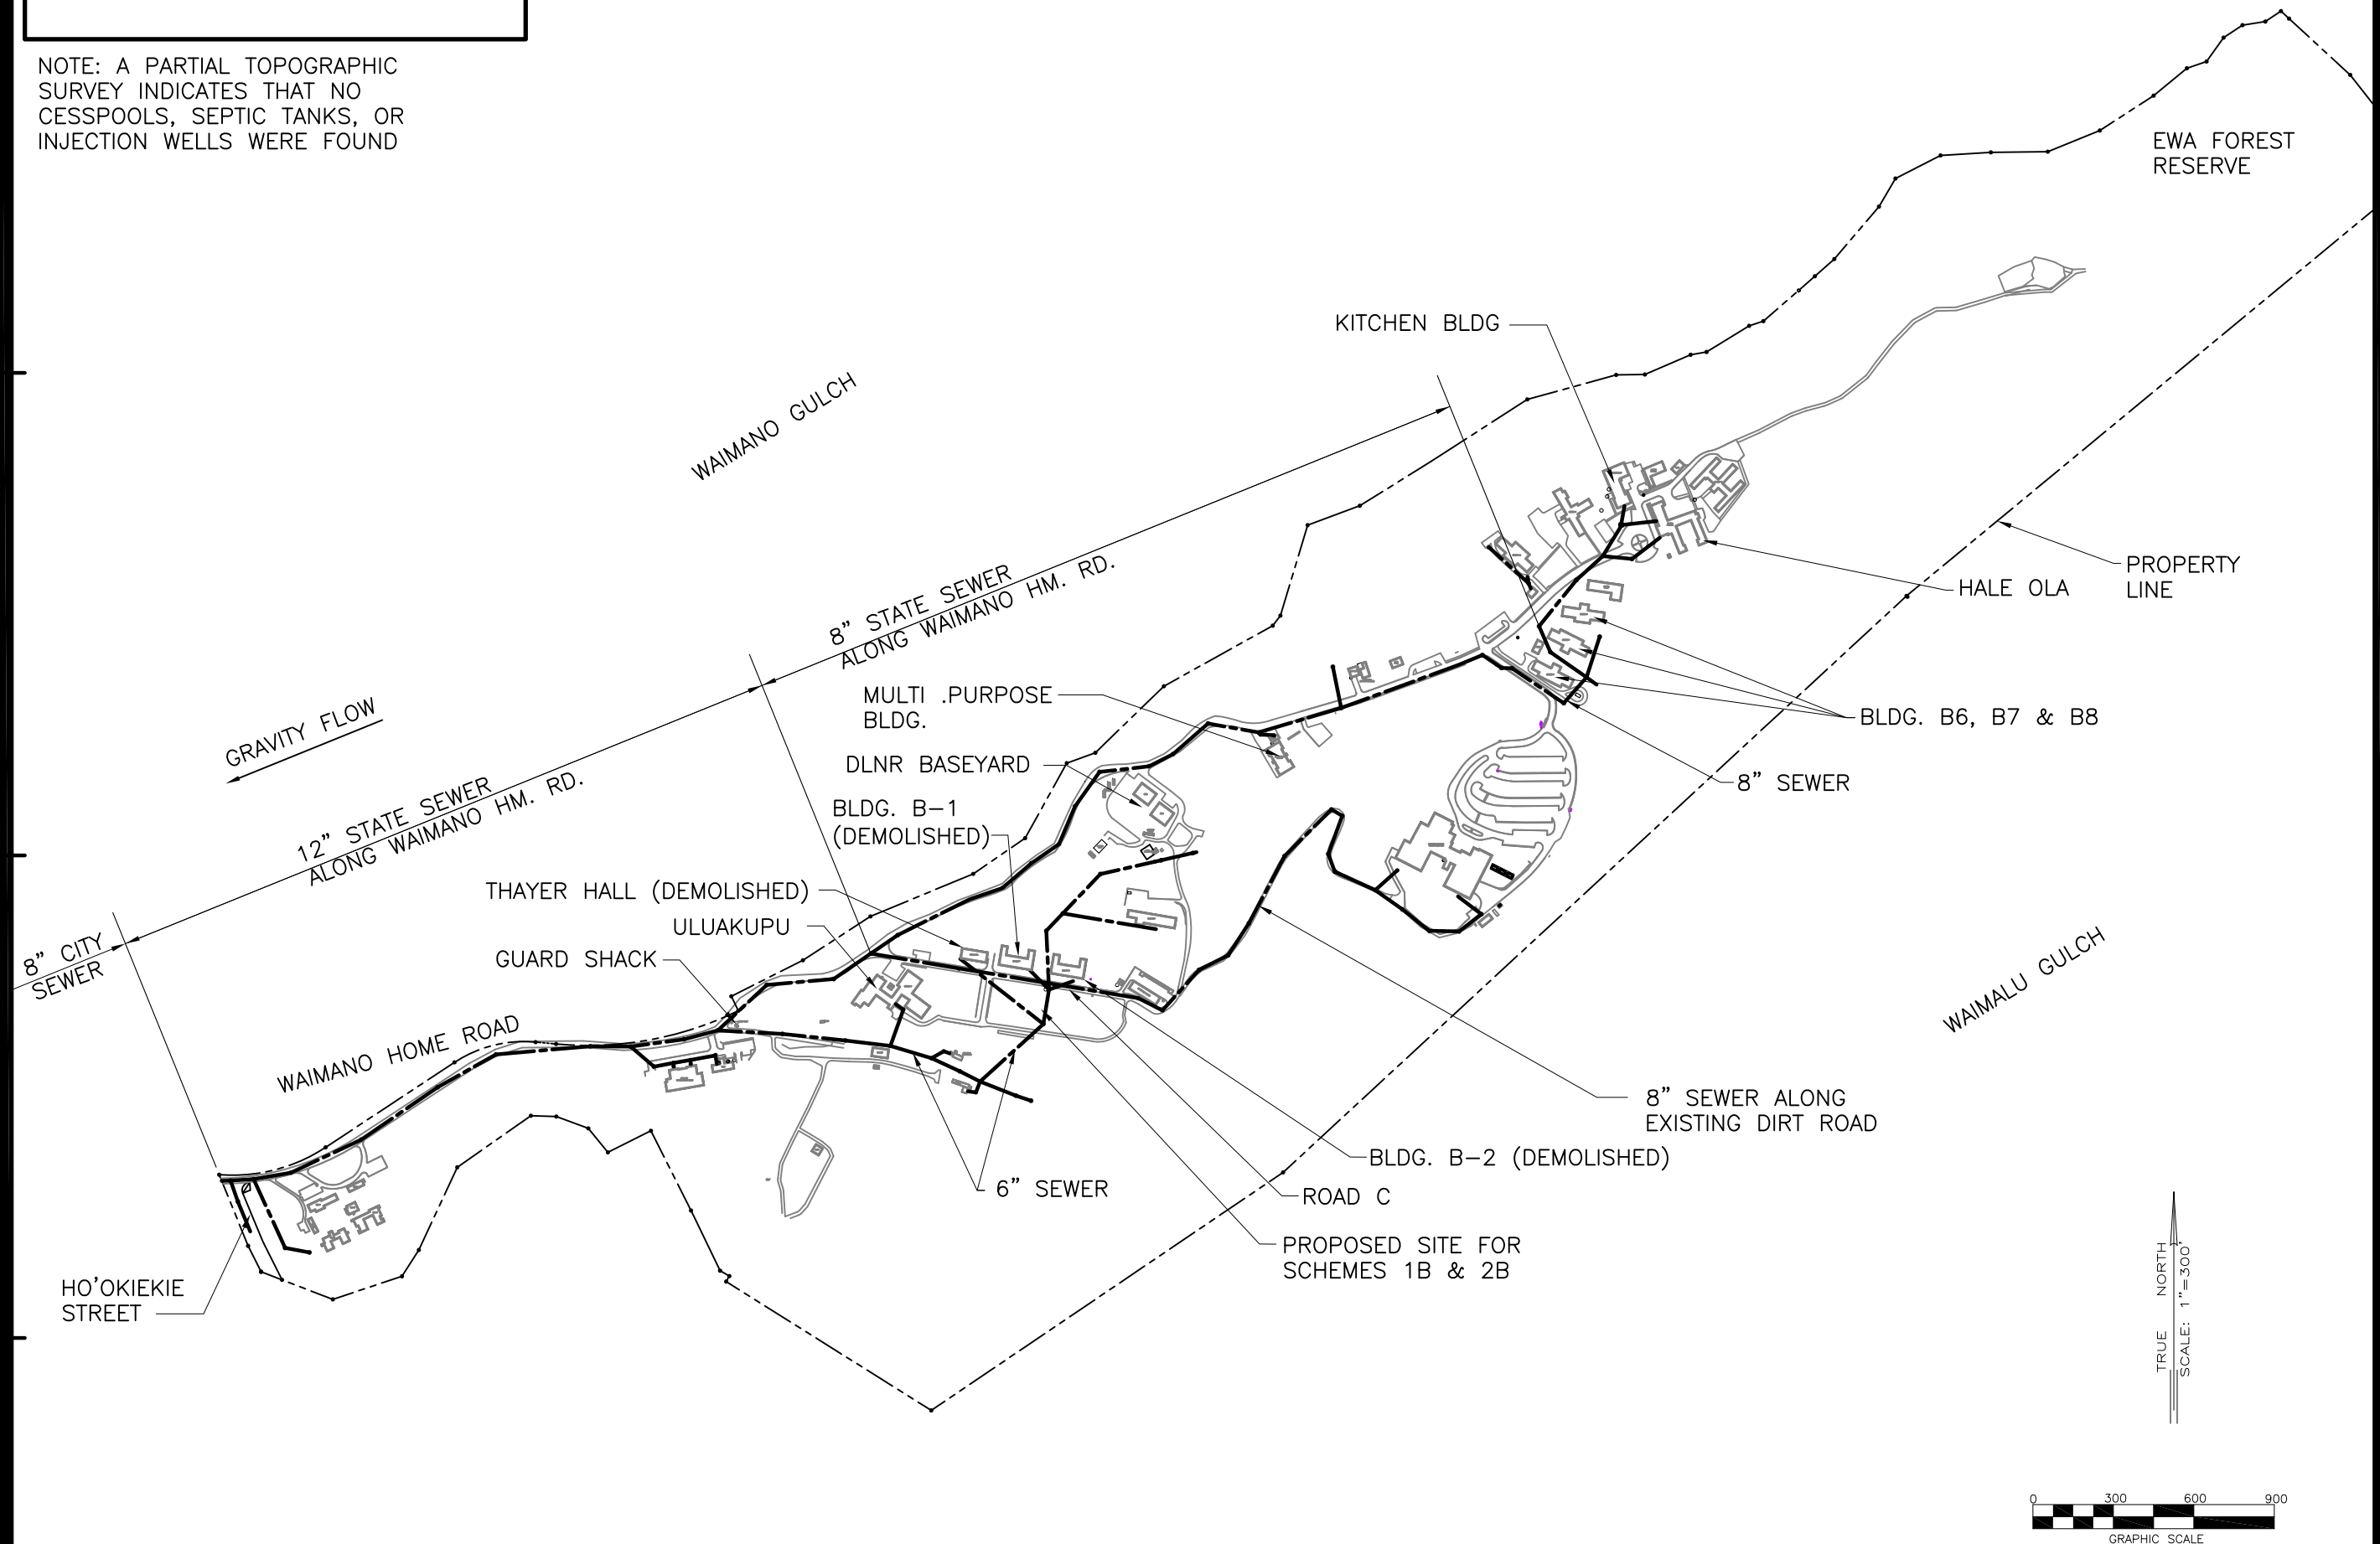 NOTE: A PARTIAL TOPOGRAPHIC
SURVEY INDICATES THAT NO
CESSPOOLS, SEPTIC TANKS, OR
INJECTION WELLS WERE FOUND
EWA FOREST
RESERVE
KITCHEN BLDG
WAIMANO GULCH
PROPERTY
LINE
HALE OLA
8" STATE SEWER
ALONG WAIMANO HM. RD.
MULTI .PURPOSE
BLDG.
BLDG. B6, B7 & B8
GRAVITY FLOW
DLNR BASEYARD
8" SEWER
12" STATE SEWER
ALONG WAIMANO HM. RD.
BLDG. B-1
(DEMOLISHED)
THAYER HALL (DEMOLISHED)
ULUAKUPU
GUARD SHACK
8" CITY
SEWER
WAIMALU GULCH
WAIMANO HOME ROAD
8" SEWER ALONG
EXISTING DIRT ROAD
BLDG. B-2 (DEMOLISHED)
6" SEWER
ROAD C
PROPOSED SITE FOR
SCHEMES 1B & 2B
HO'OKIEKIE
STREET
TRUE NORTH
SCALE: 1"=300'
0 300 600 900
GRAPHIC SCALE